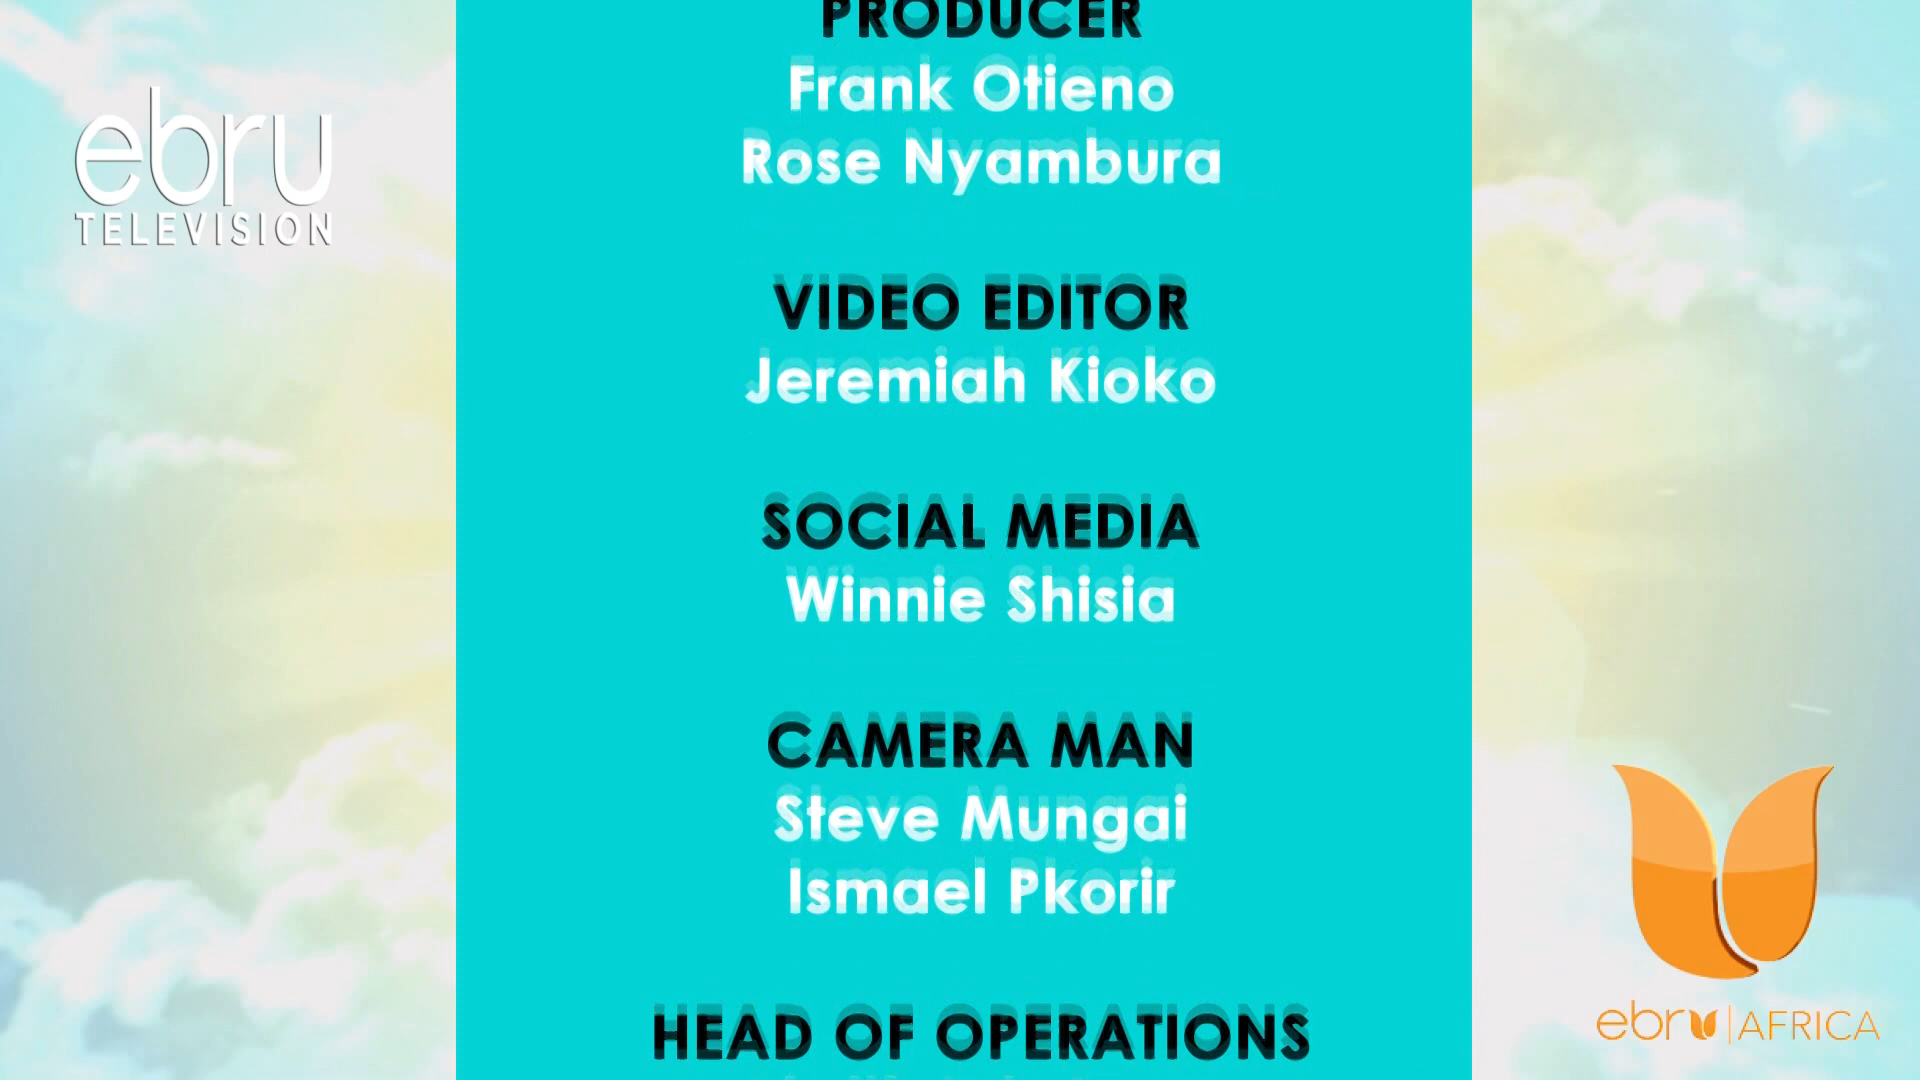 PRODUCER
Frank Otieno
Rose Nyambura
ebru
TELEVISION
VIDEO EDITOR
Jeremiah Kioko
SOCIAL MEDIA
Winnie Shisia
CAMERA MAN
Steve Mungai
Ismael Pkorir
HEAD OF OPERATIONS
ebru|AFRICA